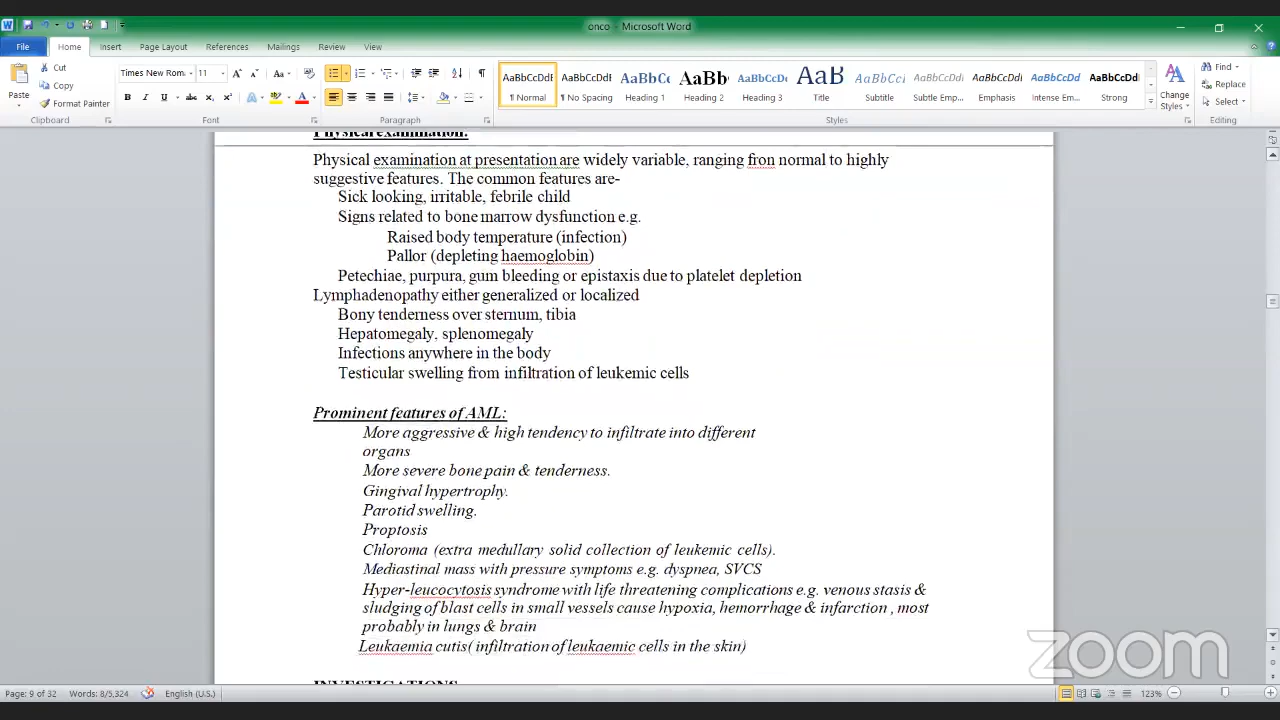 onco - Microsoft Word
File Home Insert Page Layout References Mailings Review View
Cut
Copy
Format Painter
Paste
Times New Rom 11
AaBbCcDdI AaBbCcDdI AaBbCc AaBb AaBbCcDc AaB AaBbCcDc AaBbCcDdI AaBbCcDdI AaBbCcDdI AaBbCcDdI
¶ Normal ¶ No Spacing Heading 1 Heading 2 Heading 3 Title Subtitle Subtle Emp... Emphasis Intense Em... Strong
Change
Styles
Find
Replace
Select
Clipboard Font Paragraph Styles Editing
Physical examination:
Physical examination at presentation are widely variable, ranging fron normal to highly
suggestive features. The common features are-
Sick looking, irritable, febrile child
Signs related to bone marrow dysfunction e.g.
Raised body temperature (infection)
Pallor (depleting haemoglobin)
Petechiae, purpura, gum bleeding or epistaxis due to platelet depletion
Lymphadenopathy either generalized or localized
Bony tenderness over sternum, tibia
Hepatomegaly, splenomegaly
Infections anywhere in the body
Testicular swelling from infiltration of leukemic cells
Prominent features of AML:
More aggressive & high tendency to infiltrate into different
organs
More severe bone pain & tenderness.
Gingival hypertrophy.
Parotid swelling.
Proptosis
Chloroma (extra medullary solid collection of leukemic cells).
Mediastinal mass with pressure symptoms e.g. dyspnea, SVCS
Hyper-leucocytosis syndrome with life threatening complications e.g. venous stasis &
sludging of blast cells in small vessels cause hypoxia, hemorrhage & infarction , most
probably in lungs & brain
Leukaemia cutis( infiltration of leukaemic cells in the skin)
INVESTIGATIONS
zoom
Page: 9 of 32 Words: 8/5,324 English (U.S.) 123%